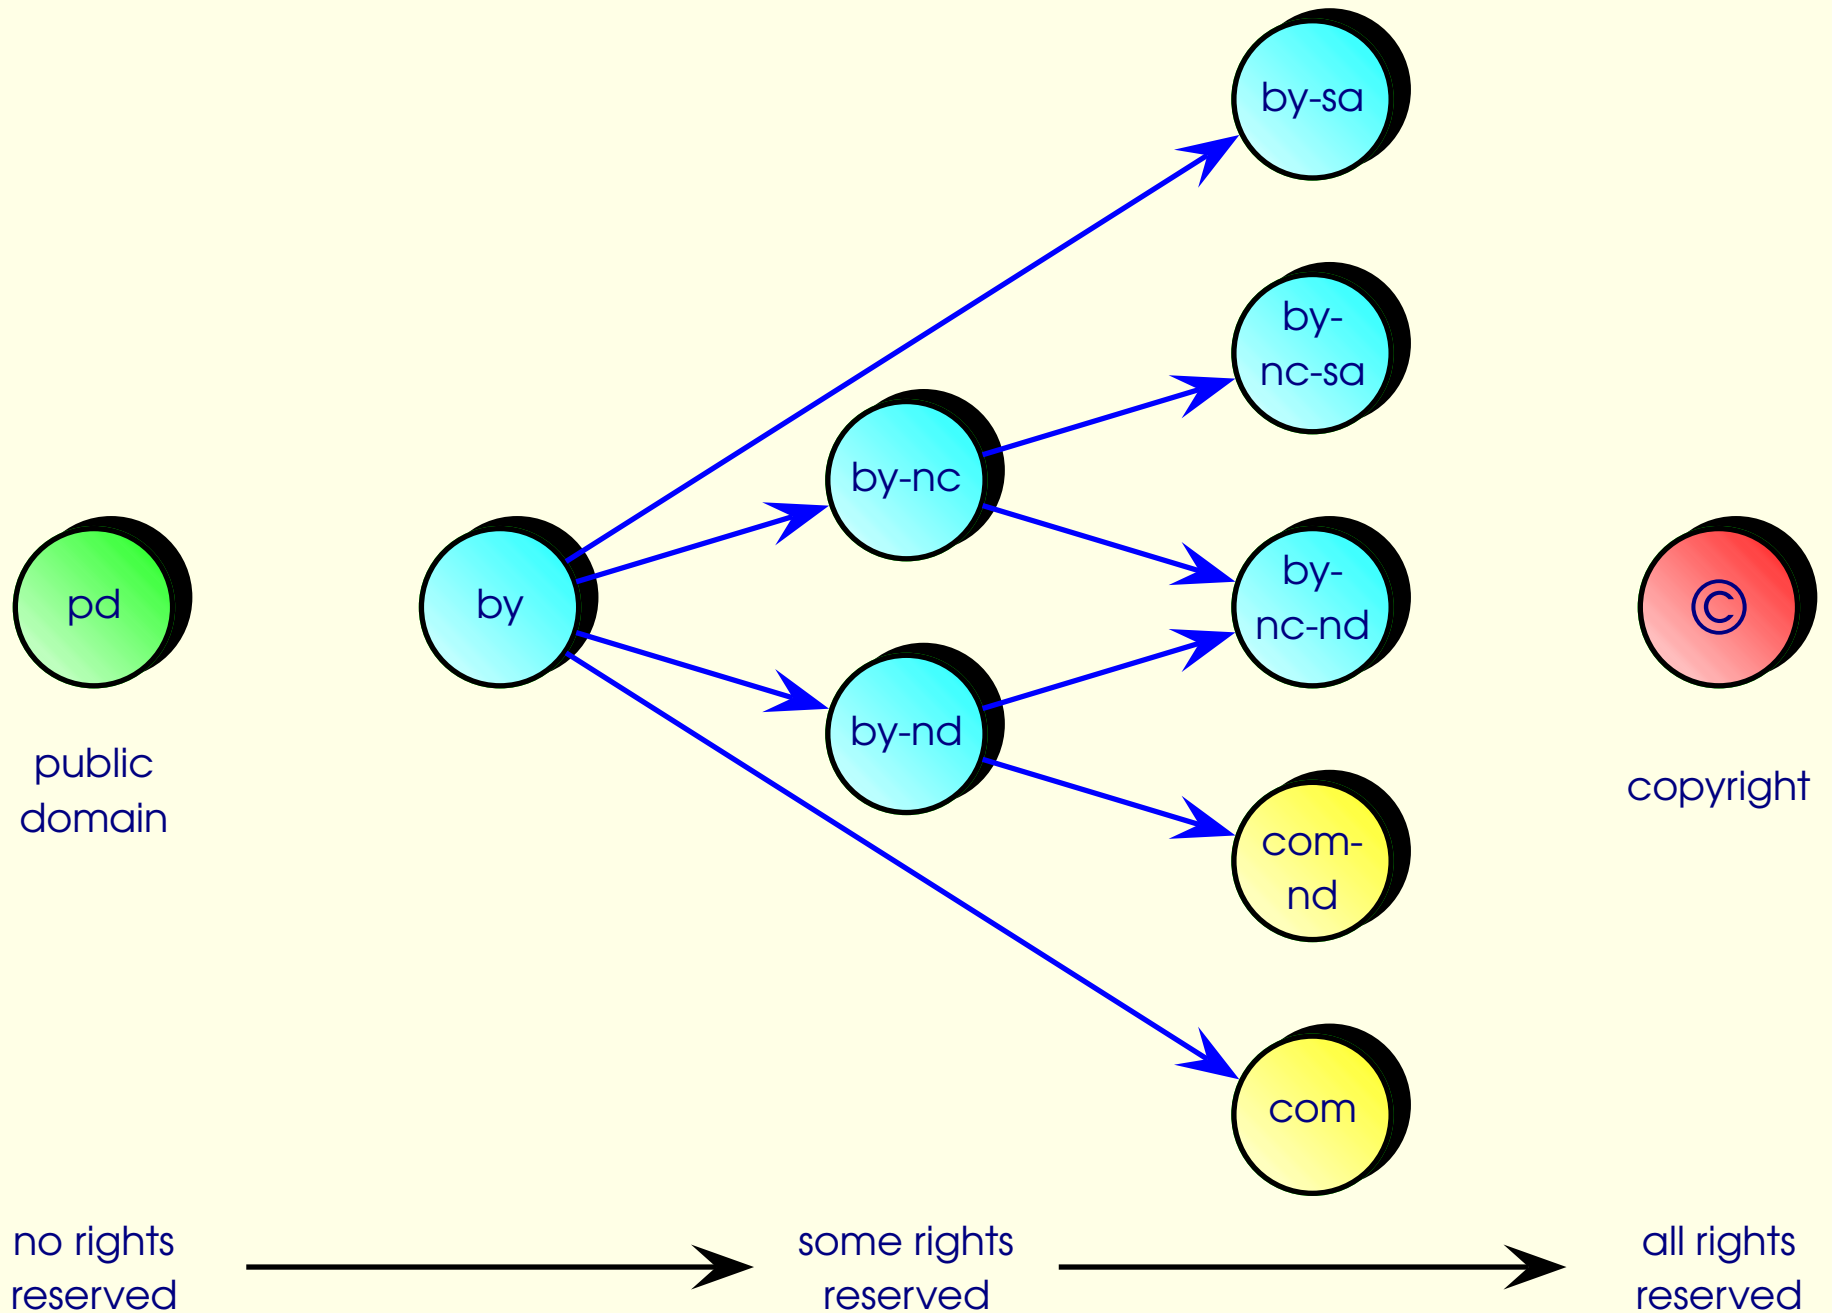 by-sa
by-
nc-sa
by-nc
pd
by
by-
nc-nd
©
by-nd
public
domain
copyright
com-
nd
com
no rights
reserved
some rights
reserved
all rights
reserved